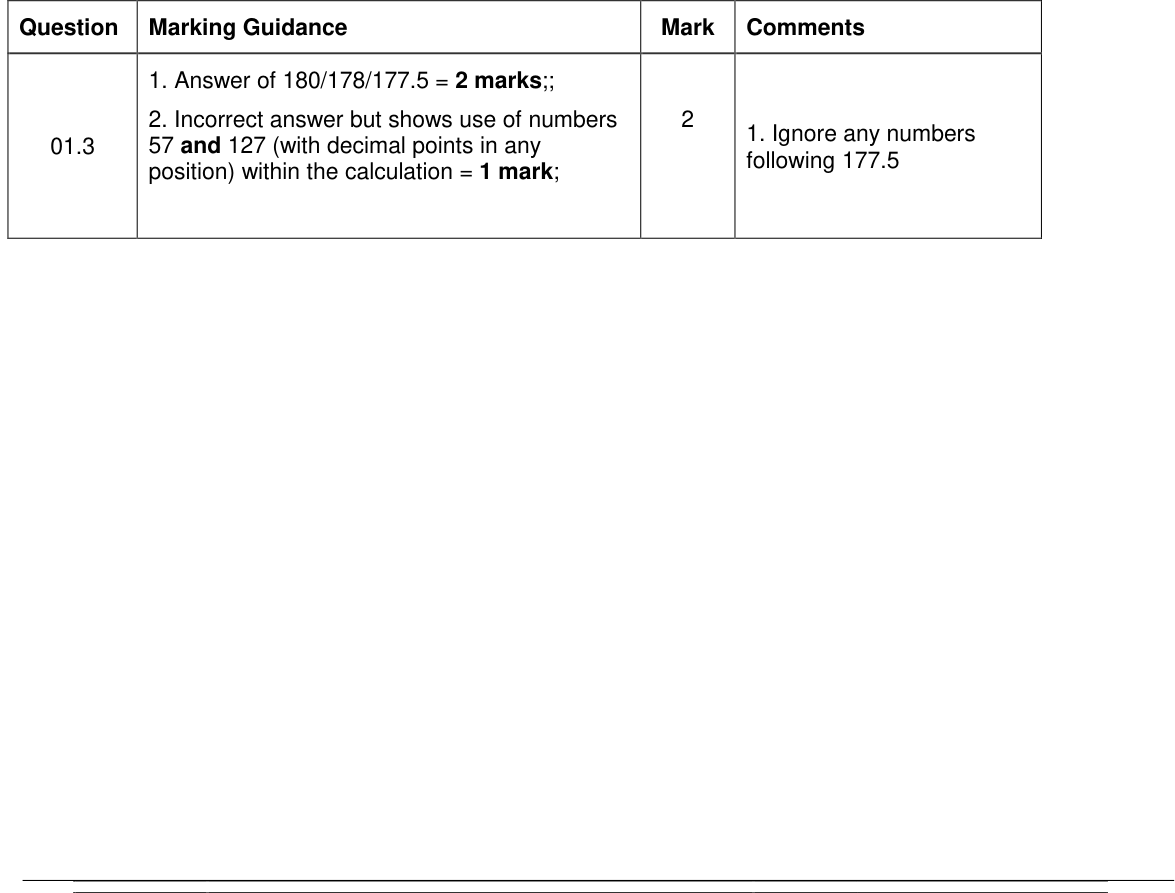 Question Marking Guidance Mark Comments
1. Answer of 180/178/177.5 = 2 marks;;
2. Incorrect answer but shows use of numbers
57 and 127 (with decimal points in any
position) within the calculation = 1 mark;
01.3
2
1. Ignore any numbers
following 177.5